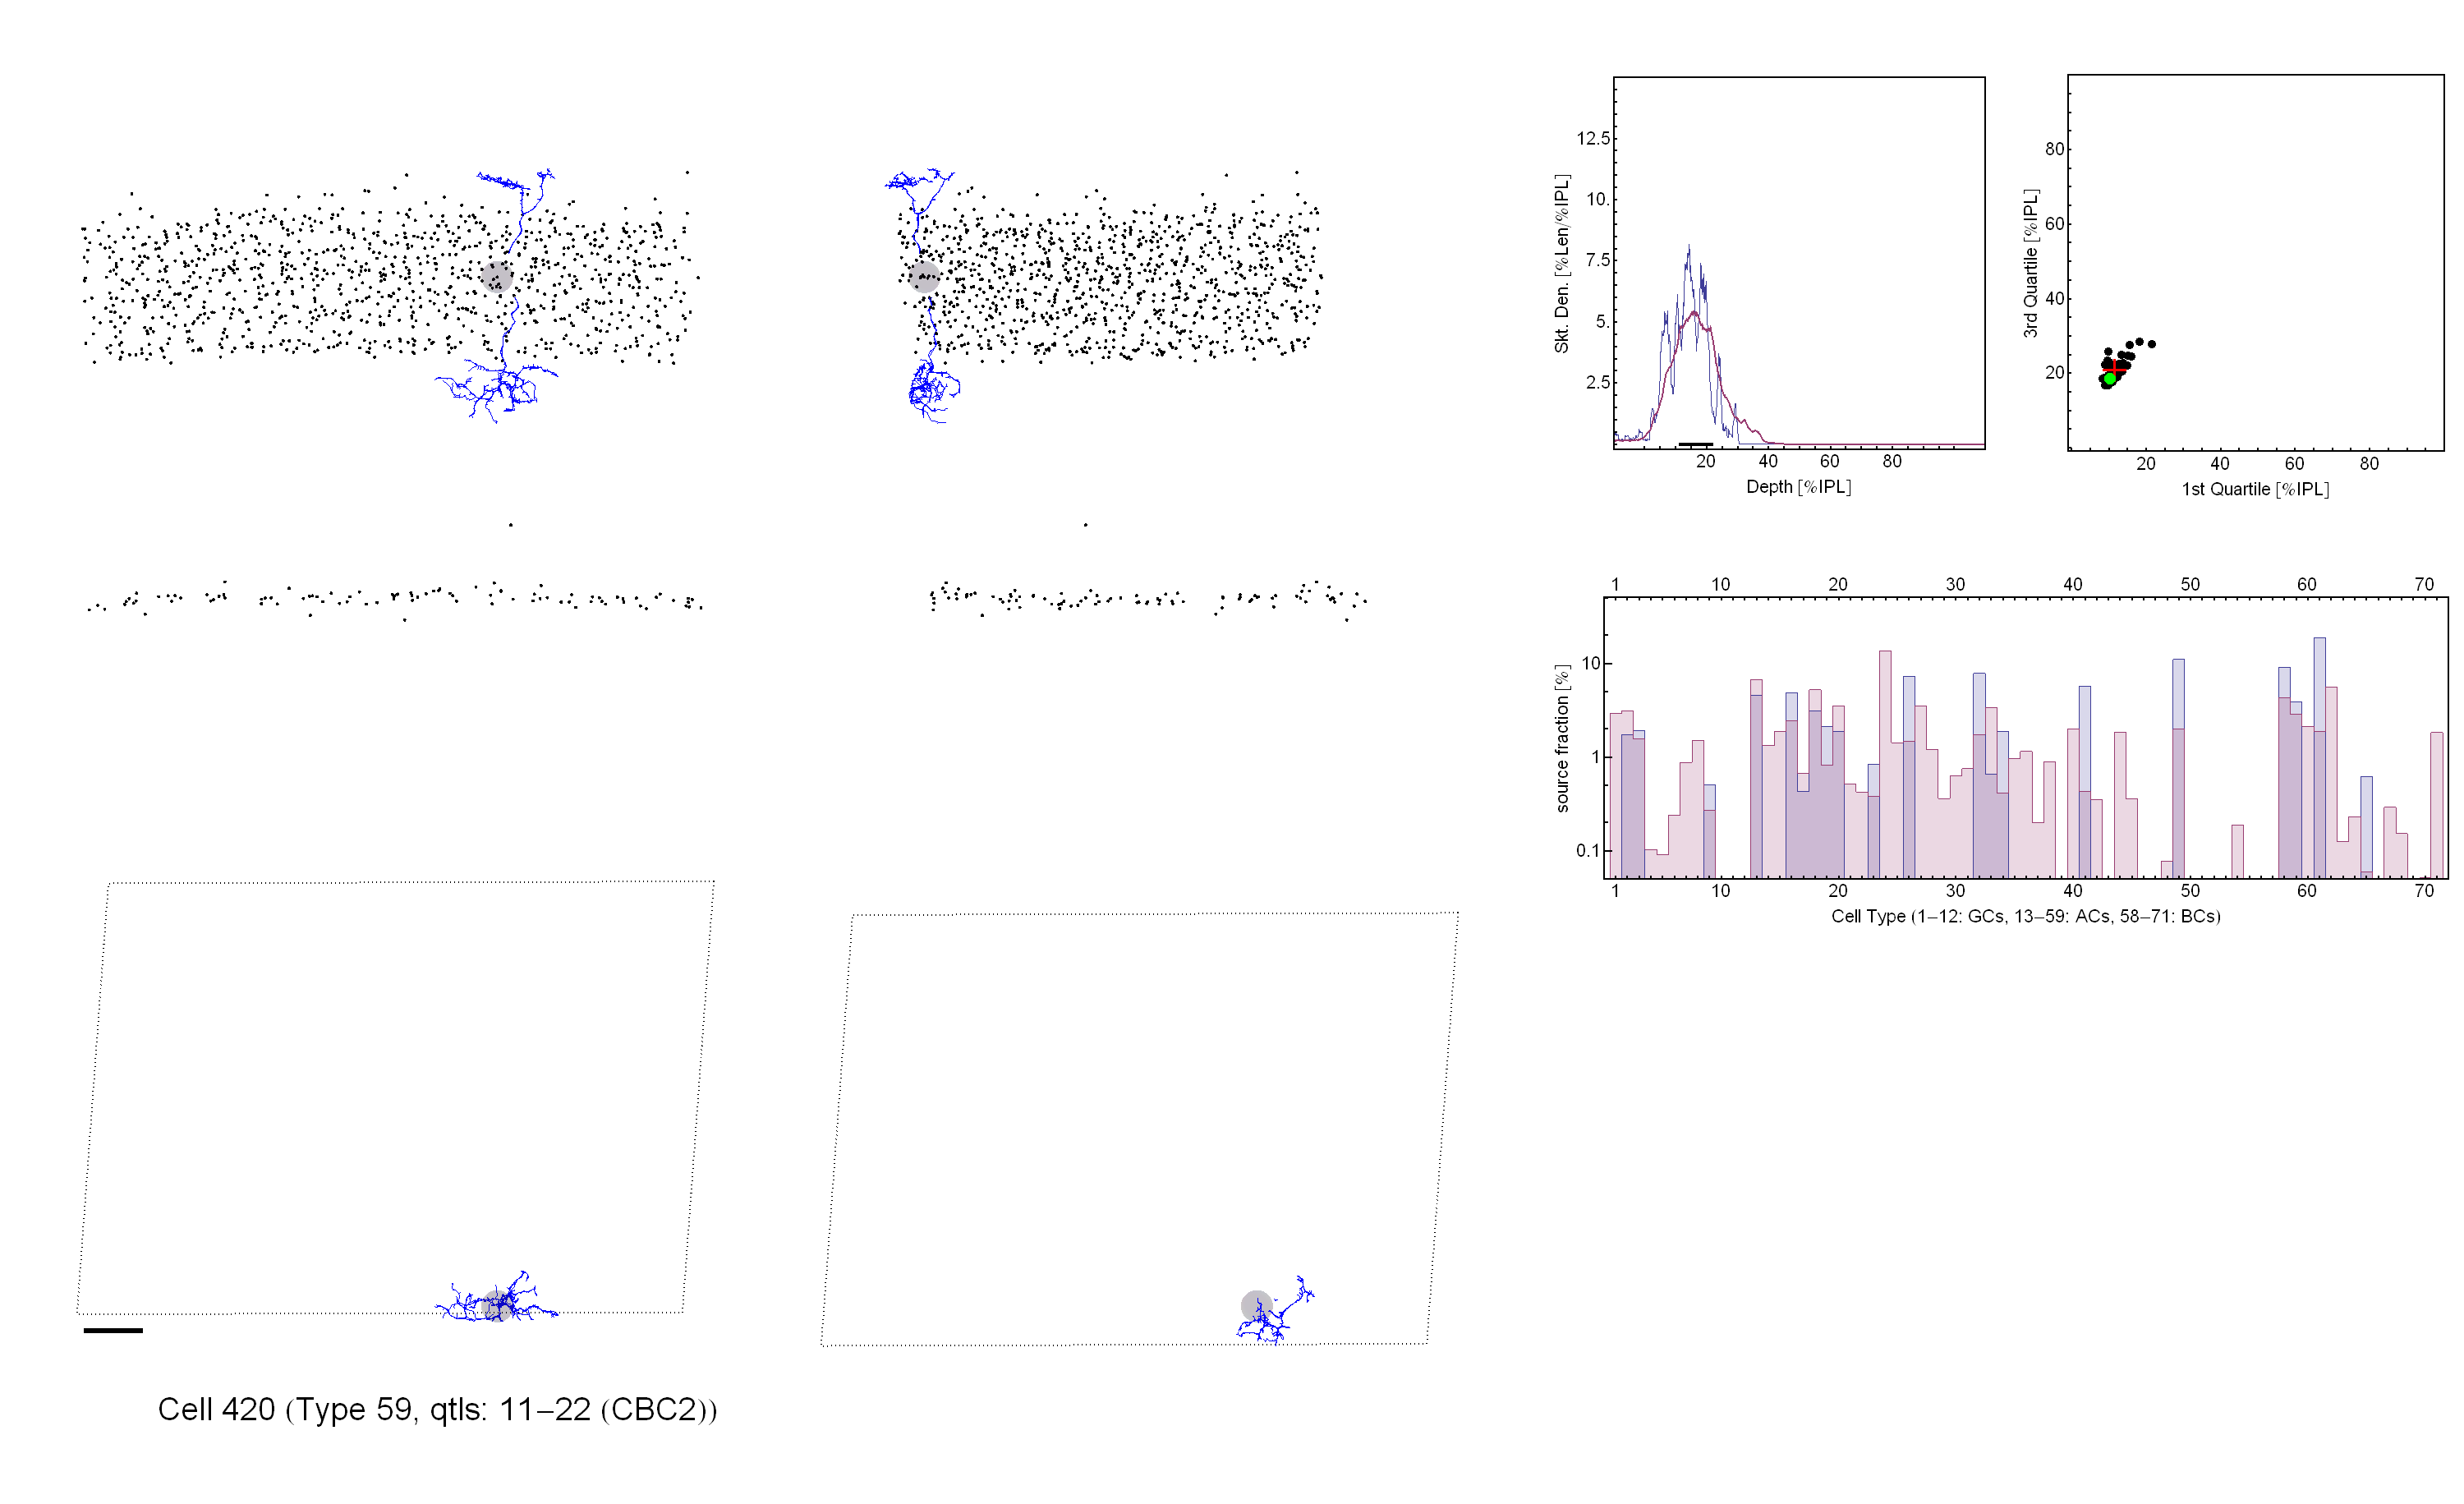 12.5
10.
7.5
5.
2.5
Skt. Den. [%Len/%IPL]
20 40 60 80
Depth [%IPL]
80
60
40
20
3rd Quartile [%IPL]
20 40 60 80
1st Quartile [%IPL]
1 10 20 30 40 50 60 70
10
1
0.1
source fraction [%]
1 10 20 30 40 50 60 70
Cell Type (1–12: GCs, 13–59: ACs, 58–71: BCs)
Cell 420 (Type 59, qtls: 11–22 (CBC2))